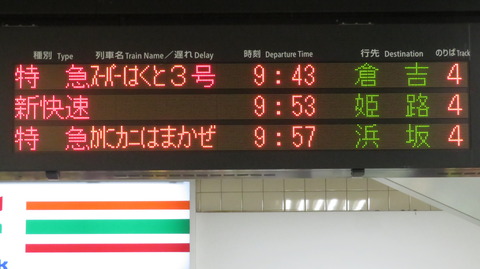 種別 Type 列車名 Train Name／遅れ Delay 時刻 Departure Time 行先 Destination のりば Track
特急 ｽｰﾊﾟｰはくと３号 9:43 倉吉 4
新快速 9:53 姫路 4
特急 かにｶﾆはまかぜ 9:57 浜坂 4